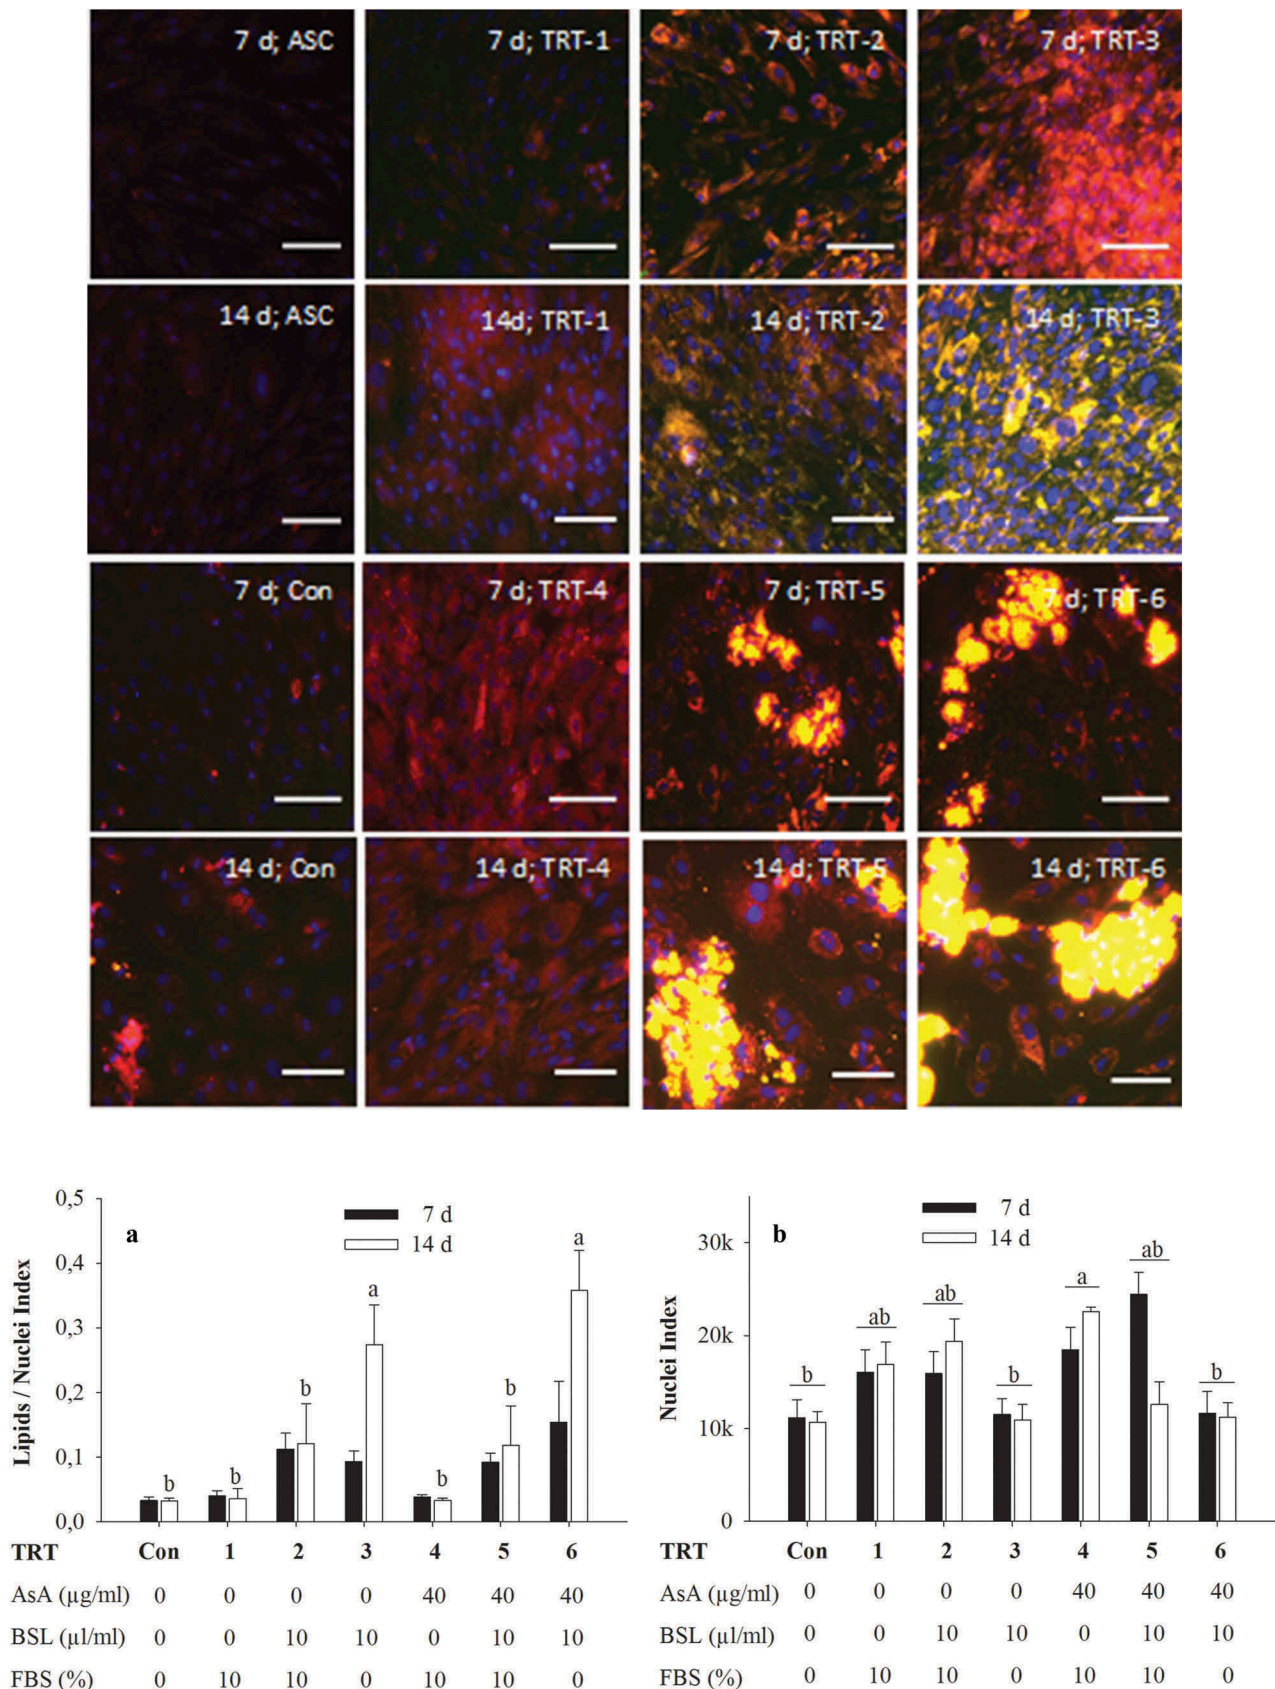 7 d; ASC 7 d; TRT-1 7 d; TRT-2 7 d; TRT-3
14 d; ASC 14d; TRT-1 14 d; TRT-2 14 d; TRT-3
7 d; Con 7 d; TRT-4 7 d; TRT-5 7 d; TRT-6
14 d; Con 14 d; TRT-4 14 d; TRT-5 14 d; TRT-6
a
7 d
14 d
Lipids / Nuclei Index
0,5
0,4
0,3
0,2
0,1
0,0
b b b a b b a
TRT Con 1 2 3 4 5 6
AsA (µg/ml) 0 0 0 0 40 40 40
BSL (µl/ml) 0 0 10 10 0 10 10
FBS (%) 0 10 10 0 10 10 0
b
7 d
14 d
Nuclei Index
30k
20k
10k
0
b ab ab b a ab b
TRT Con 1 2 3 4 5 6
AsA (µg/ml) 0 0 0 0 40 40 40
BSL (µl/ml) 0 0 10 10 0 10 10
FBS (%) 0 10 10 0 10 10 0